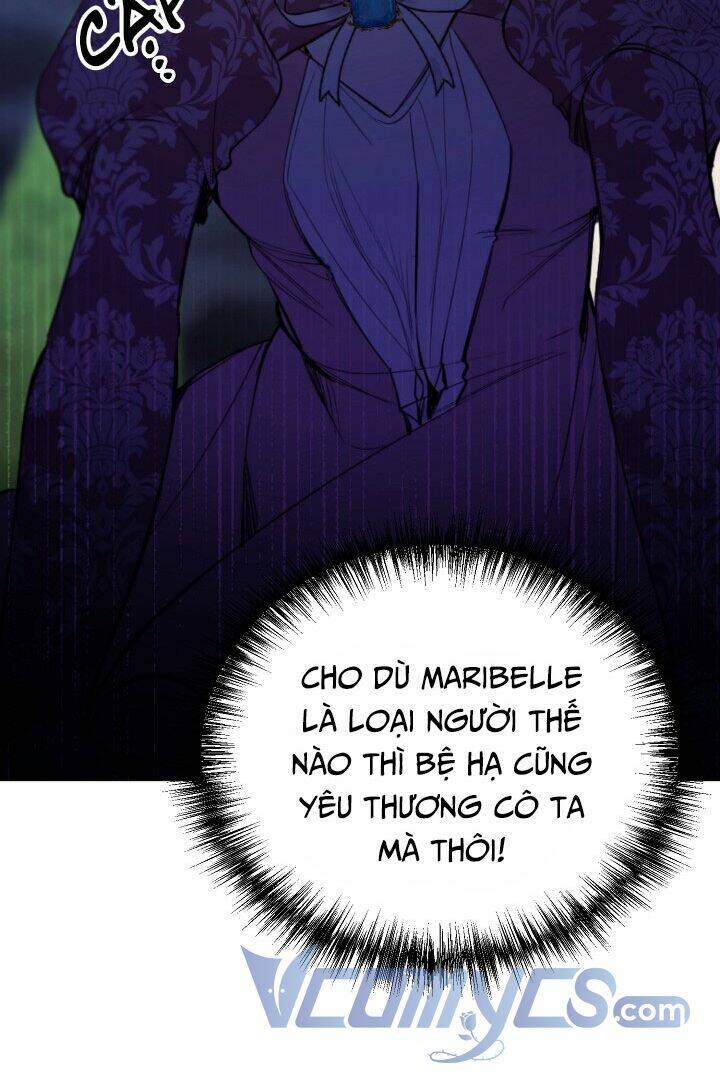 CHO DÙ MARIBELLE
LÀ LOẠI NGƯỜI THẾ
NÀO THÌ BỆ HẠ CŨNG
YÊU THƯƠNG CÔ TA
MÀ THÔI!
VCOMYCS.com